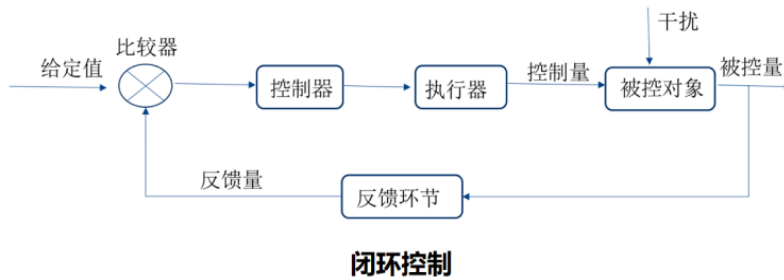 干扰
比较器
给定值
控制器
执行器
控制量
被控对象
被控量
反馈量
反馈环节
闭环控制